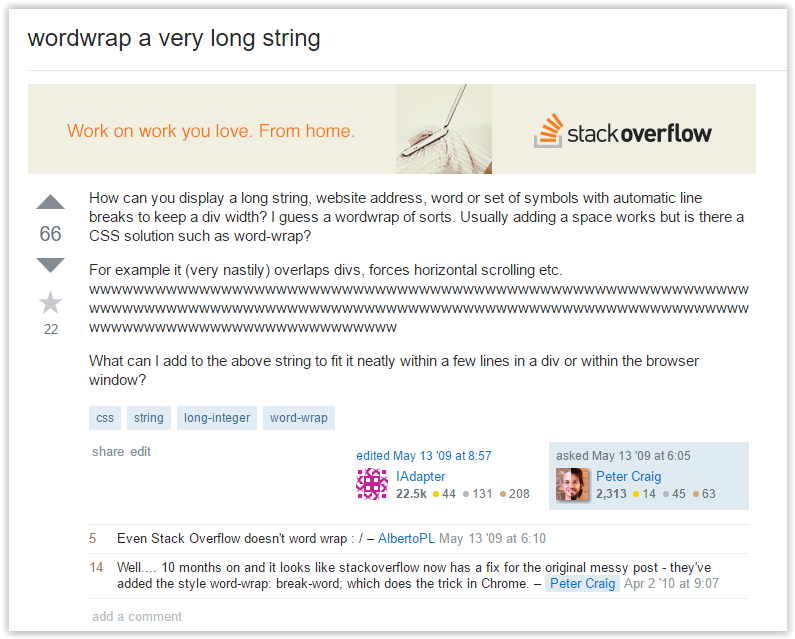 wordwrap a very long string
Work on work you love. From home.
stackoverflow
66
22
How can you display a long string, website address, word or set of symbols with automatic line
breaks to keep a div width? I guess a wordwrap of sorts. Usually adding a space works but is there a
CSS solution such as word-wrap?
For example it (very nastily) overlaps divs, forces horizontal scrolling etc.
wwwwwwwwwwwwwwwwwwwwwwwwwwwwwwwwwwwwwwwwwwwwwwwwwwwwwwwwwwww
wwwwwwwwwwwwwwwwwwwwwwwwwwwwwwwwwwwwwwwwwwwwwwwwwwwwwwwwwwww
wwwwwwwwwwwwwwwwwwwwwwwwwwww
What can I add to the above string to fit it neatly within a few lines in a div or within the browser
window?
css string long-integer word-wrap
share edit
edited May 13 '09 at 8:57
IAdapter
22.5k 44 131 208
asked May 13 '09 at 6:05
Peter Craig
2,313 14 45 63
5 Even Stack Overflow doesn't word wrap : / – AlbertoPL May 13 '09 at 6:10
14 Well.... 10 months on and it looks like stackoverflow now has a fix for the original messy post - they've
added the style word-wrap: break-word; which does the trick in Chrome. – Peter Craig Apr 2 '10 at 9:07
add a comment